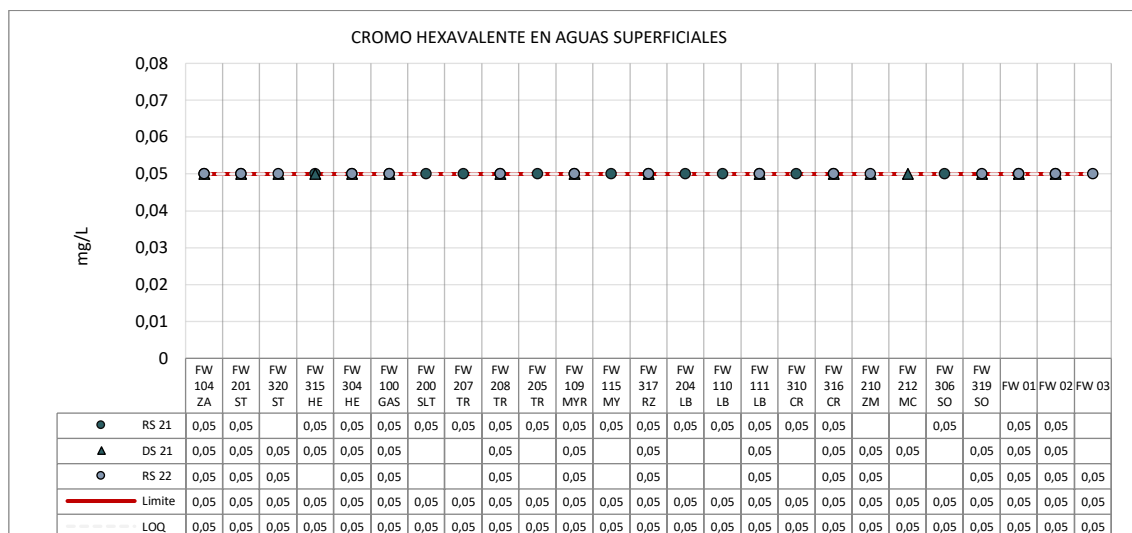 CROMO HEXAVALENTE EN AGUAS SUPERFICIALES
0,08
0,07
0,06
0,05
0,04
0,03
0,02
0,01
0
mg/L
FW FW FW FW FW FW FW FW FW FW FW FW FW FW FW FW FW FW FW FW FW FW
104 201 320 315 304 100 200 207 208 205 109 115 317 204 110 111 310 316 210 212 306 319 FW 01 FW 02 FW 03
ZA ST ST HE HE GAS SLT TR TR TR MYR MY RZ LB LB LB CR CR ZM MC SO SO
RS 21 0,05 0,05 0,05 0,05 0,05 0,05 0,05 0,05 0,05 0,05 0,05 0,05 0,05 0,05 0,05 0,05 0,05 0,05 0,05 0,05
DS 21 0,05 0,05 0,05 0,05 0,05 0,05 0,05 0,05 0,05 0,05 0,05 0,05 0,05 0,05 0,05 0,05
RS 22 0,05 0,05 0,05 0,05 0,05 0,05 0,05 0,05 0,05 0,05 0,05 0,05 0,05 0,05 0,05
Limite 0,05 0,05 0,05 0,05 0,05 0,05 0,05 0,05 0,05 0,05 0,05 0,05 0,05 0,05 0,05 0,05 0,05 0,05 0,05 0,05 0,05 0,05 0,05 0,05 0,05
LOQ 0,05 0,05 0,05 0,05 0,05 0,05 0,05 0,05 0,05 0,05 0,05 0,05 0,05 0,05 0,05 0,05 0,05 0,05 0,05 0,05 0,05 0,05 0,05 0,05 0,05